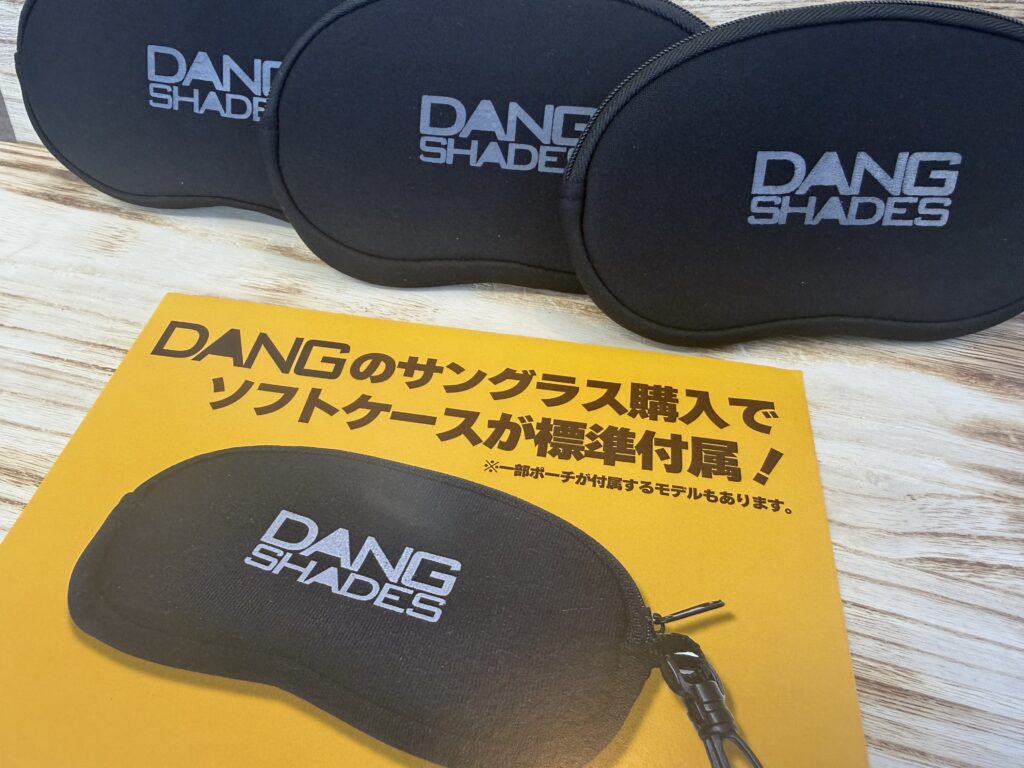 DANG
SHADES
DANG
SHADES
DANG
SHADES
DANGのサングラス購入で
ソフトケースが標準付属！
※一部ポーチが付属するモデルもあります。
DANG
SHADES